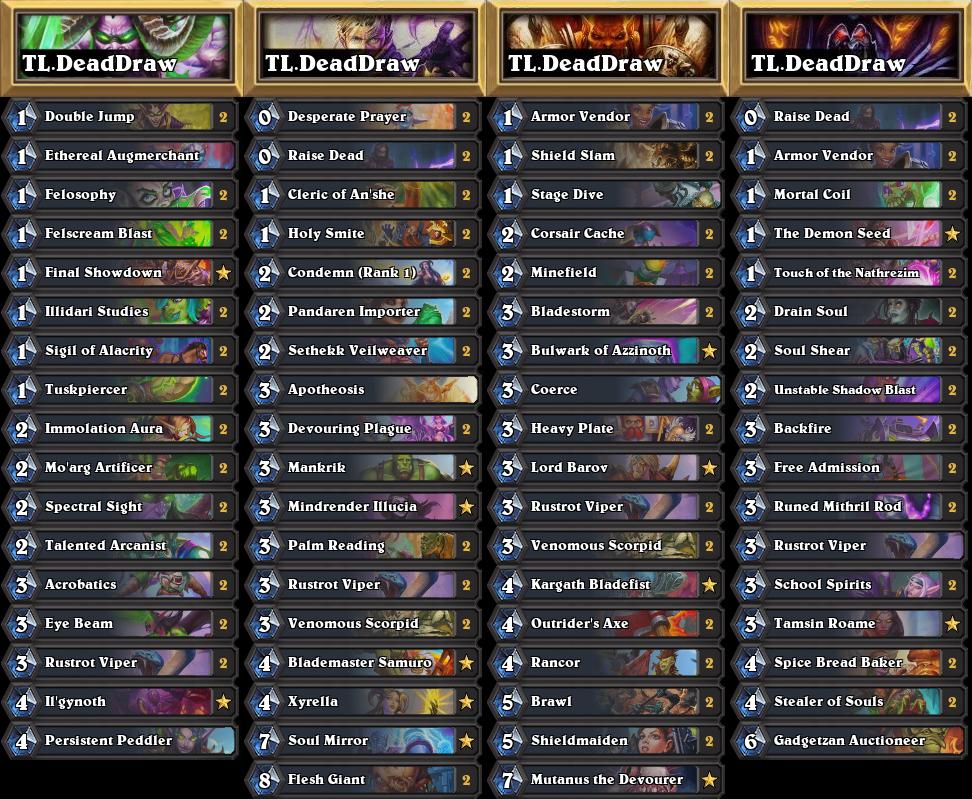 TL.DeadDraw
1 Double Jump 2
1 Ethereal Augmerchant
1 Felosophy 2
1 Felscream Blast 2
1 Final Showdown
1 Illidari Studies 2
1 Sigil of Alacrity 2
1 Tuskpiercer 2
2 Immolation Aura 2
2 Mo'arg Artificer 2
2 Spectral Sight 2
2 Talented Arcanist 2
3 Acrobatics 2
3 Eye Beam 2
3 Rustrot Viper 2
4 Il'gynoth
4 Persistent Peddler
TL.DeadDraw
0 Desperate Prayer 2
0 Raise Dead 2
1 Cleric of An'she 2
1 Holy Smite 2
2 Condemn (Rank 1) 2
2 Pandaren Importer 2
2 Sethekk Veilweaver 2
3 Apotheosis
3 Devouring Plague 2
3 Mankrik
3 Mindrender Illucia
3 Palm Reading 2
3 Rustrot Viper 2
3 Venomous Scorpid 2
4 Blademaster Samuro
4 Xyrella
7 Soul Mirror
8 Flesh Giant 2
TL.DeadDraw
1 Armor Vendor 2
1 Shield Slam 2
1 Stage Dive
2 Corsair Cache 2
2 Minefield 2
3 Bladestorm 2
3 Bulwark of Azzinoth
3 Coerce
3 Heavy Plate 2
3 Lord Barov
3 Rustrot Viper 2
3 Venomous Scorpid 2
4 Kargath Bladefist
4 Outrider's Axe 2
4 Rancor 2
5 Brawl 2
5 Shieldmaiden 2
7 Mutanus the Devourer
TL.DeadDraw
0 Raise Dead 2
1 Armor Vendor 2
1 Mortal Coil 2
1 The Demon Seed
1 Touch of the Nathrezim 2
2 Drain Soul 2
2 Soul Shear 2
2 Unstable Shadow Blast 2
3 Backfire 2
3 Free Admission 2
3 Runed Mithril Rod 2
3 Rustrot Viper
3 School Spirits 2
3 Tamsin Roame
4 Spice Bread Baker 2
4 Stealer of Souls 2
6 Gadgetzan Auctioneer